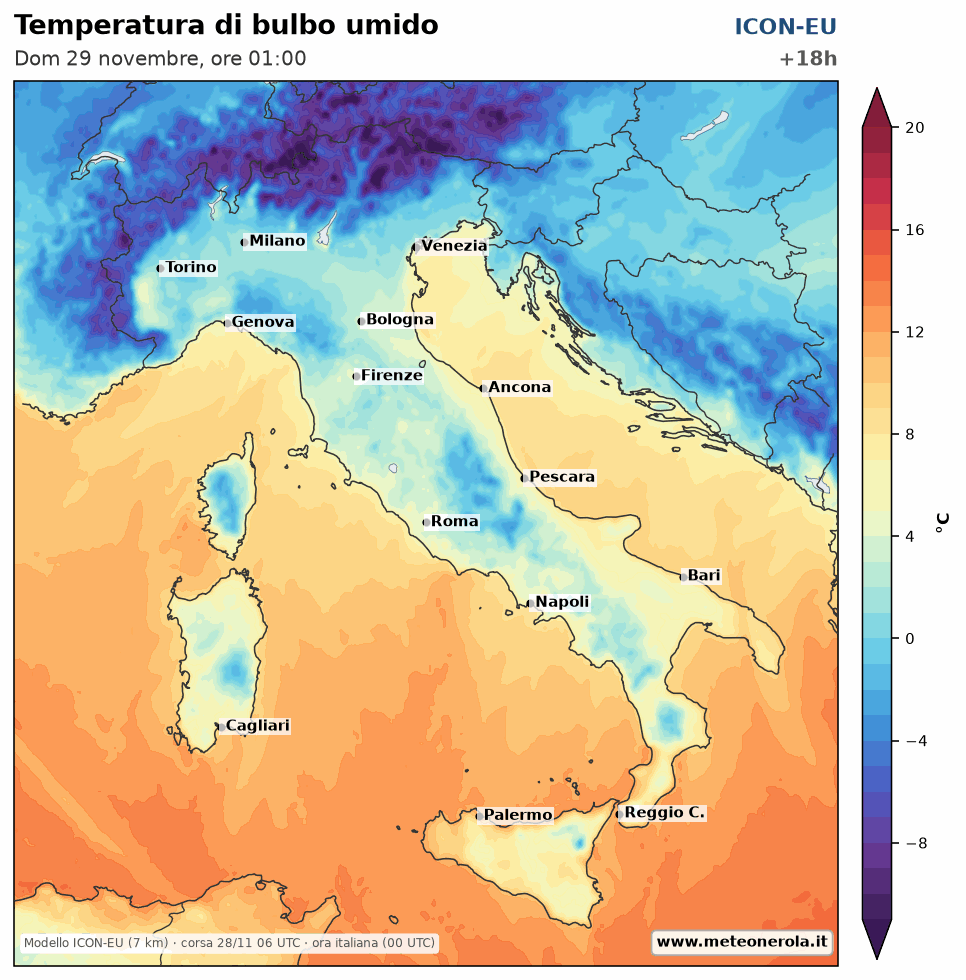 Temperatura di bulbo umido
ICON-EU
Dom 29 novembre, ore 01:00
+18h
20
16
12
8
4
0
−4
−8
°C
Milano
Venezia
Torino
Genova
Bologna
Firenze
Ancona
Pescara
Roma
Bari
Napoli
Cagliari
Palermo
Reggio C.
Modello ICON-EU (7 km) · corsa 28/11 06 UTC · ora italiana (00 UTC)
www.meteonerola.it